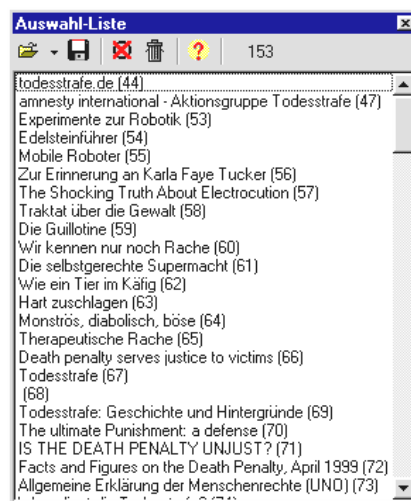 Auswahl-Liste
153
todesstrafe.de (44)
amnesty international - Aktionsgruppe Todesstrafe (47)
Experimente zur Robotik (53)
Edelsteinführer (54)
Mobile Roboter (55)
Zur Erinnerung an Karla Faye Tucker (56)
The Shocking Truth About Electrocution (57)
Traktat über die Gewalt (58)
Die Guillotine (59)
Wir kennen nur noch Rache (60)
Die selbstgerechte Supermacht (61)
Wie ein Tier im Käfig (62)
Hart zuschlagen (63)
Monströs, diabolisch, böse (64)
Therapeutische Rache (65)
Death penalty serves justice to victims (66)
Todesstrafe (67)
(68)
Todesstrafe: Geschichte und Hintergründe (69)
The ultimate Punishment: a defense (70)
IS THE DEATH PENALTY UNJUST? (71)
Facts and Figures on the Death Penalty, April 1999 (72)
Allgemeine Erklärung der Menschenrechte (UNO) (73)